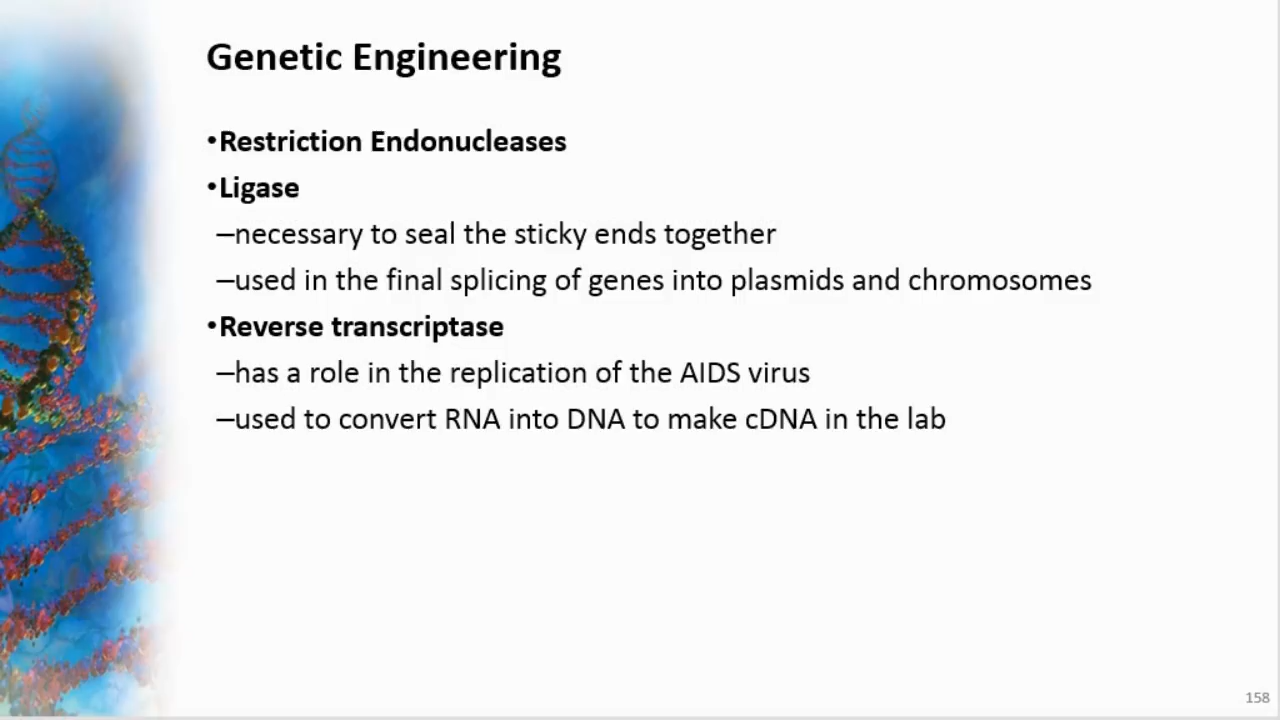 Genetic Engineering
•Restriction Endonucleases
•Ligase
–necessary to seal the sticky ends together
–used in the final splicing of genes into plasmids and chromosomes
•Reverse transcriptase
–has a role in the replication of the AIDS virus
–used to convert RNA into DNA to make cDNA in the lab
158